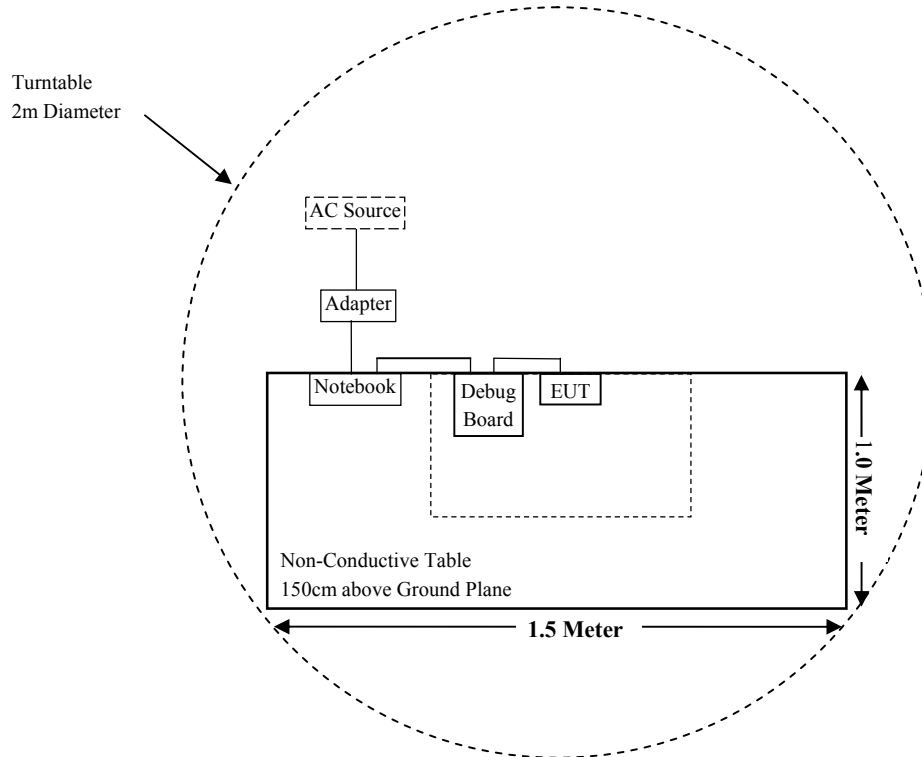 Turntable
2m Diameter
AC Source
Adapter
Notebook
Debug
Board
EUT
1.0 Meter
Non-Conductive Table
150cm above Ground Plane
1.5 Meter